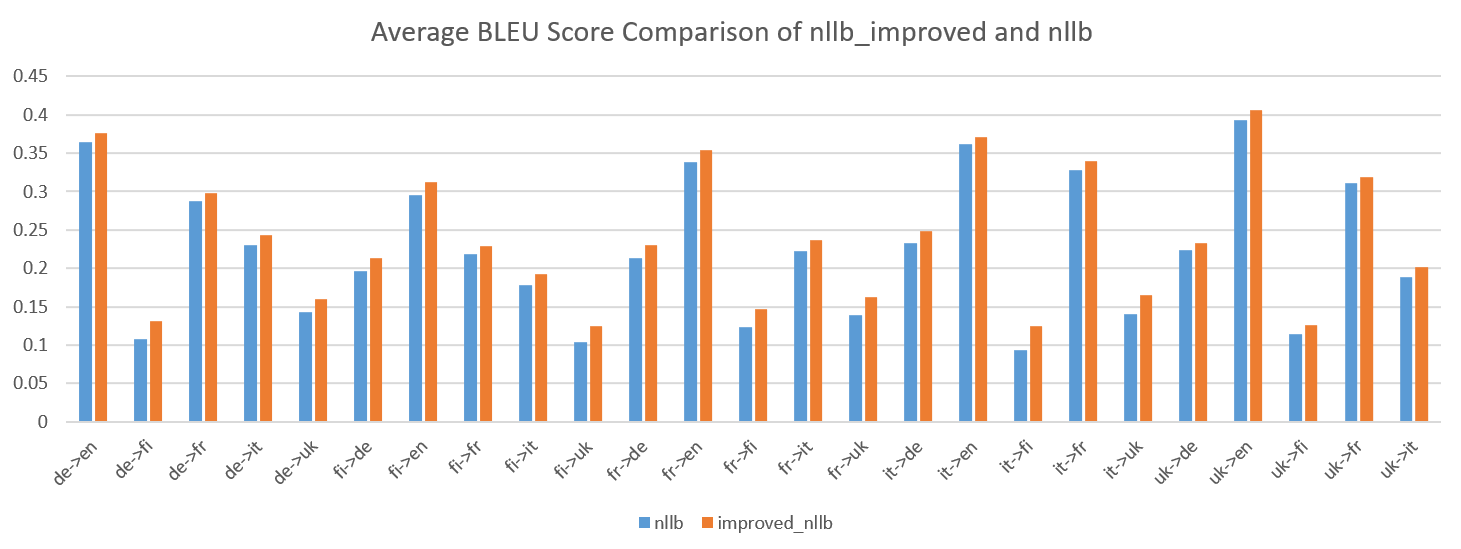 Average BLEU Score Comparison of nllb_improved and nllb
0.45
0.4
0.35
0.3
0.25
0.2
0.15
0.1
0.05
0
de->en
de->fi
de->fr
de->it
de->uk
fi->de
fi->en
fi->fr
fi->it
fi->uk
fr->de
fr->en
fr->fi
fr->it
fr->uk
it->de
it->en
it->fi
it->fr
it->uk
uk->de
uk->en
uk->fi
uk->fr
uk->it
nllb
improved_nllb